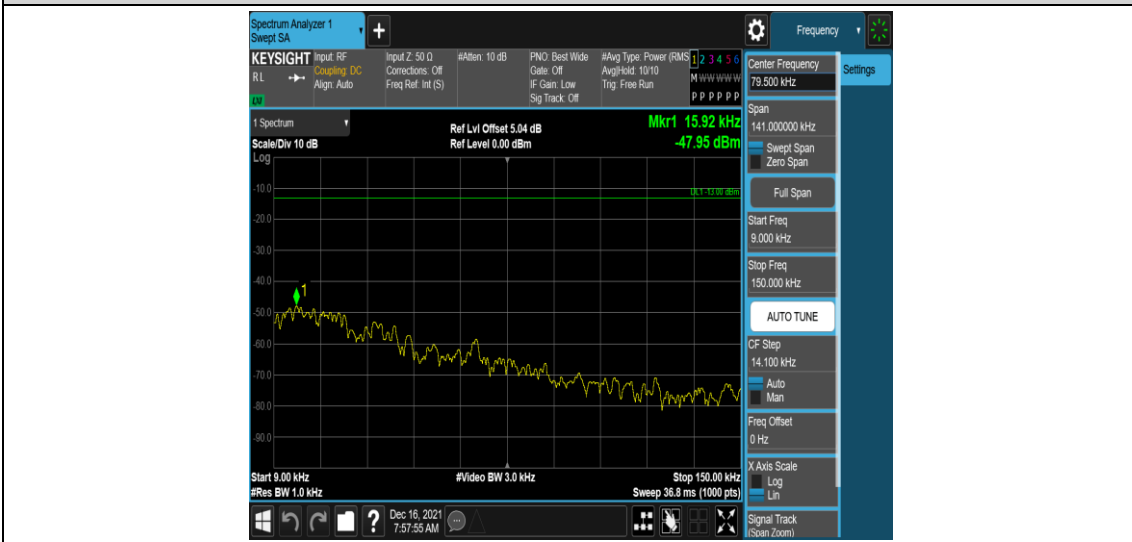 Spectrum Analyzer 1
Swept SA
+
Frequency
KEYSIGHT Input: RF
Coupling: DC
Align: Auto
RL
LXI
Input Z: 50 Ω
Corrections: Off
Freq Ref: Int (S)
#Atten: 10 dB
PNO: Best Wide
Gate: Off
IF Gain: Low
Sig Track: Off
#Avg Type: Power (RMS
Avg|Hold: 10/10
Trig: Free Run
1 2 3 4 5 6
M W W W W W
P P P P P P
Center Frequency
79.500 kHz
Settings
Span
141.000000 kHz
Swept Span
Zero Span
Full Span
Start Freq
9.000 kHz
Stop Freq
150.000 kHz
AUTO TUNE
CF Step
14.100 kHz
Auto
Man
Freq Offset
0 Hz
X Axis Scale
Log
Lin
Signal Track
(Span Zoom)
1 Spectrum
Scale/Div 10 dB
Log
Ref Lvl Offset 5.04 dB
Ref Level 0.00 dBm
Mkr1 15.92 kHz
-47.95 dBm
DL1 -13.00 dBm
1
-10.0
-20.0
-30.0
-40.0
-50.0
-60.0
-70.0
-80.0
-90.0
Start 9.00 kHz
#Res BW 1.0 kHz
#Video BW 3.0 kHz
Stop 150.00 kHz
Sweep 36.8 ms (1000 pts)
?
Dec 16, 2021
7:57:55 AM